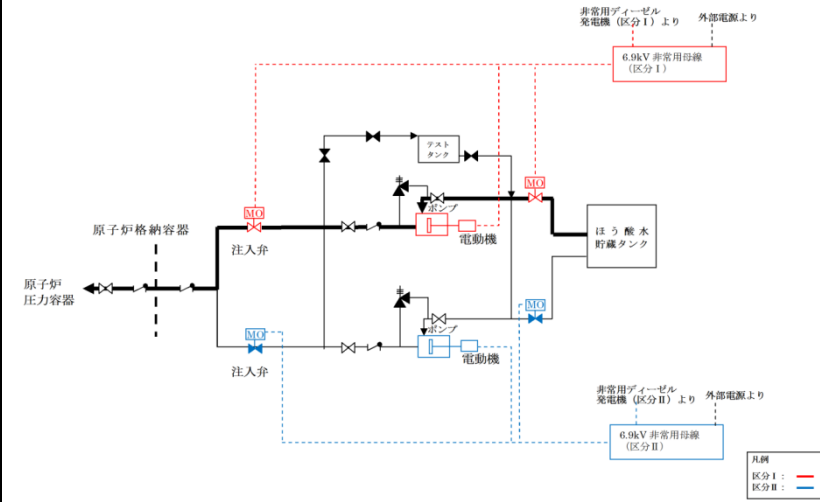 非常用ディーゼル
発電機（区分Ⅰ）より
外部電源より
6.9kV 非常用母線
（区分Ⅰ）
テスト
タンク
MO
ポンプ
MO
電動機
注入弁
ほう酸水
貯蔵タンク
原子炉格納容器
原子炉
圧力容器
MO
ポンプ
MO
電動機
注入弁
非常用ディーゼル
発電機（区分Ⅱ）より
外部電源より
6.9kV 非常用母線
（区分Ⅱ）
凡例
区分Ⅰ：
区分Ⅱ：